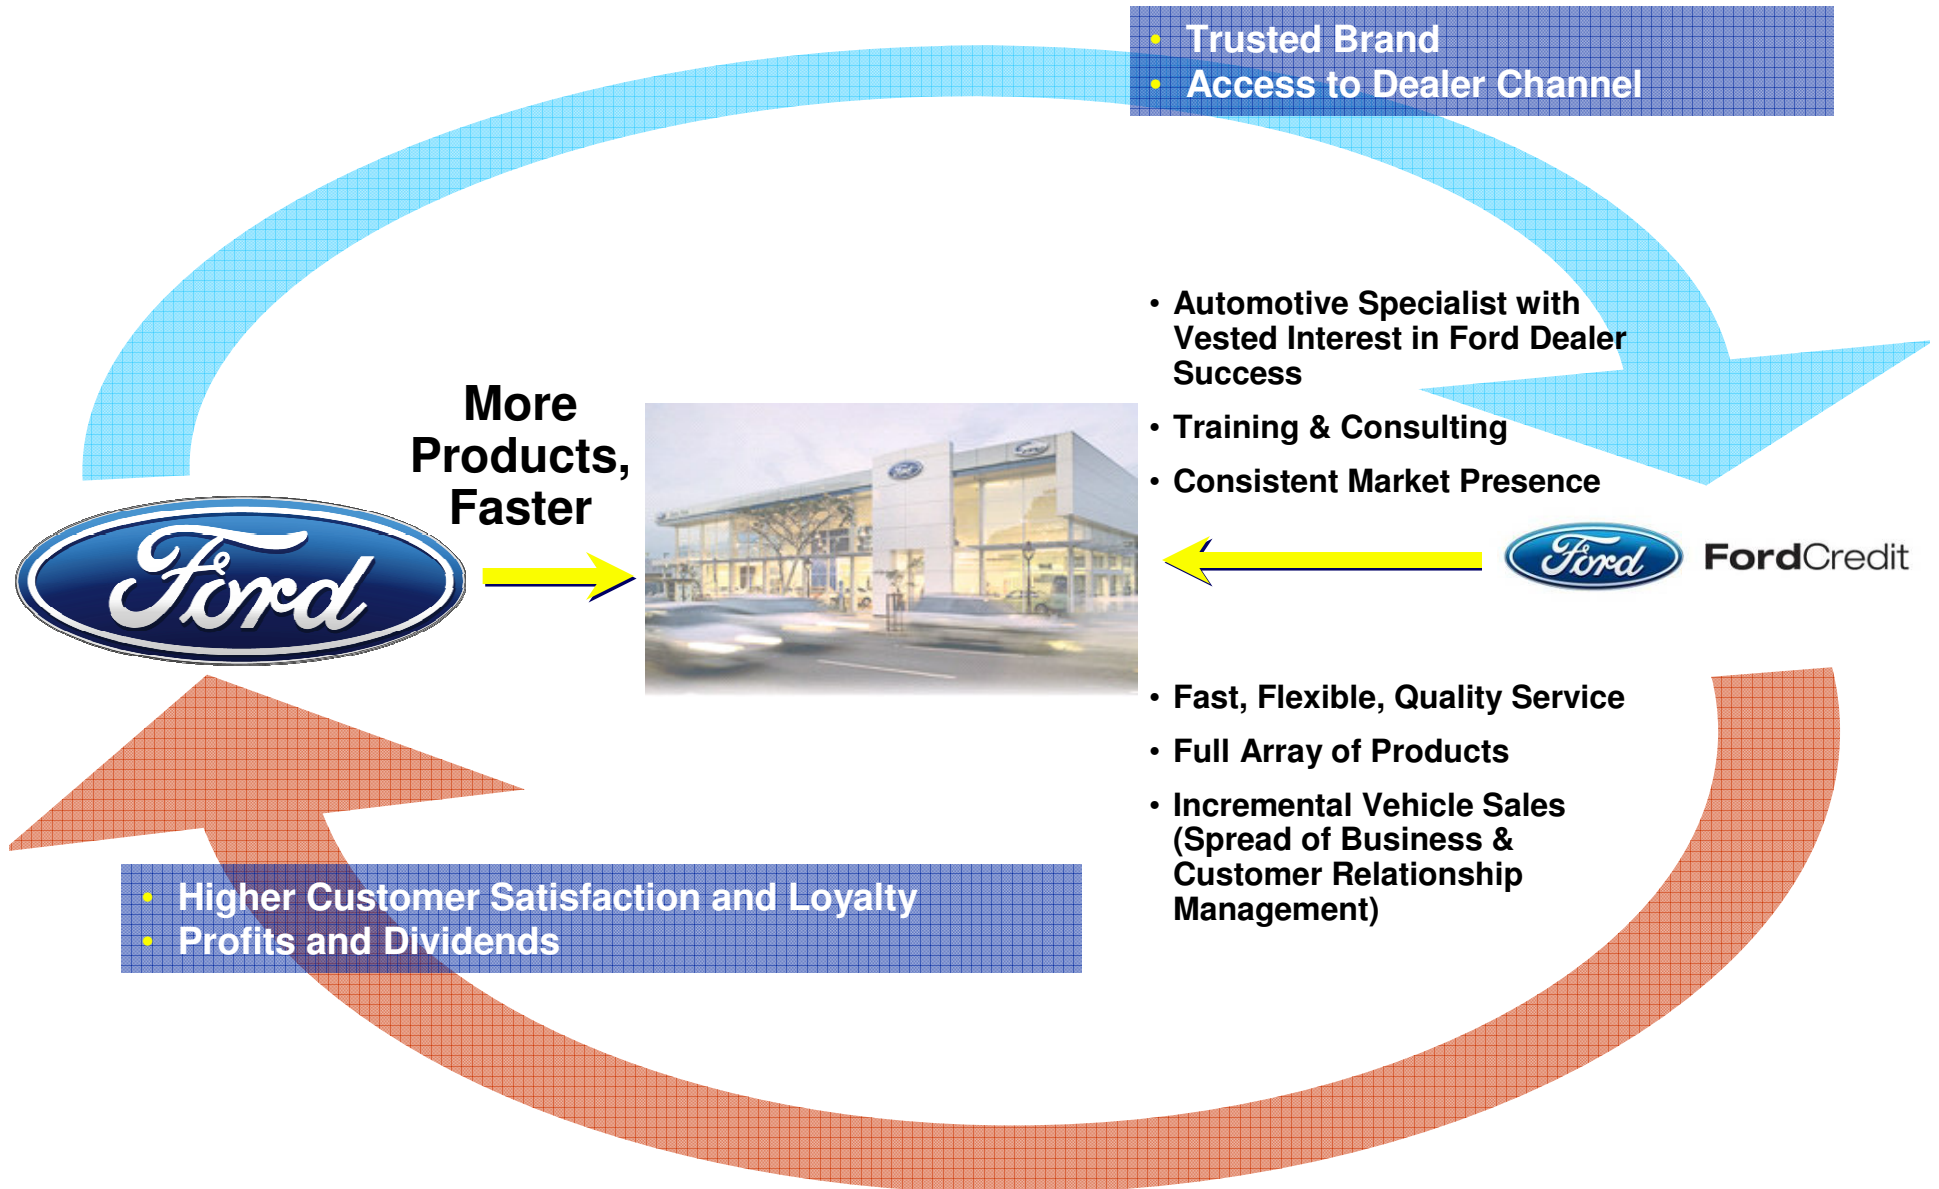 • Trusted Brand
• Access to Dealer Channel
• Automotive Specialist with
Vested Interest in Ford Dealer
Success
• Training & Consulting
• Consistent Market Presence
More
Products,
Faster
Ford
Ford FordCredit
• Fast, Flexible, Quality Service
• Full Array of Products
• Incremental Vehicle Sales
(Spread of Business &
Customer Relationship
Management)
• Higher Customer Satisfaction and Loyalty
• Profits and Dividends